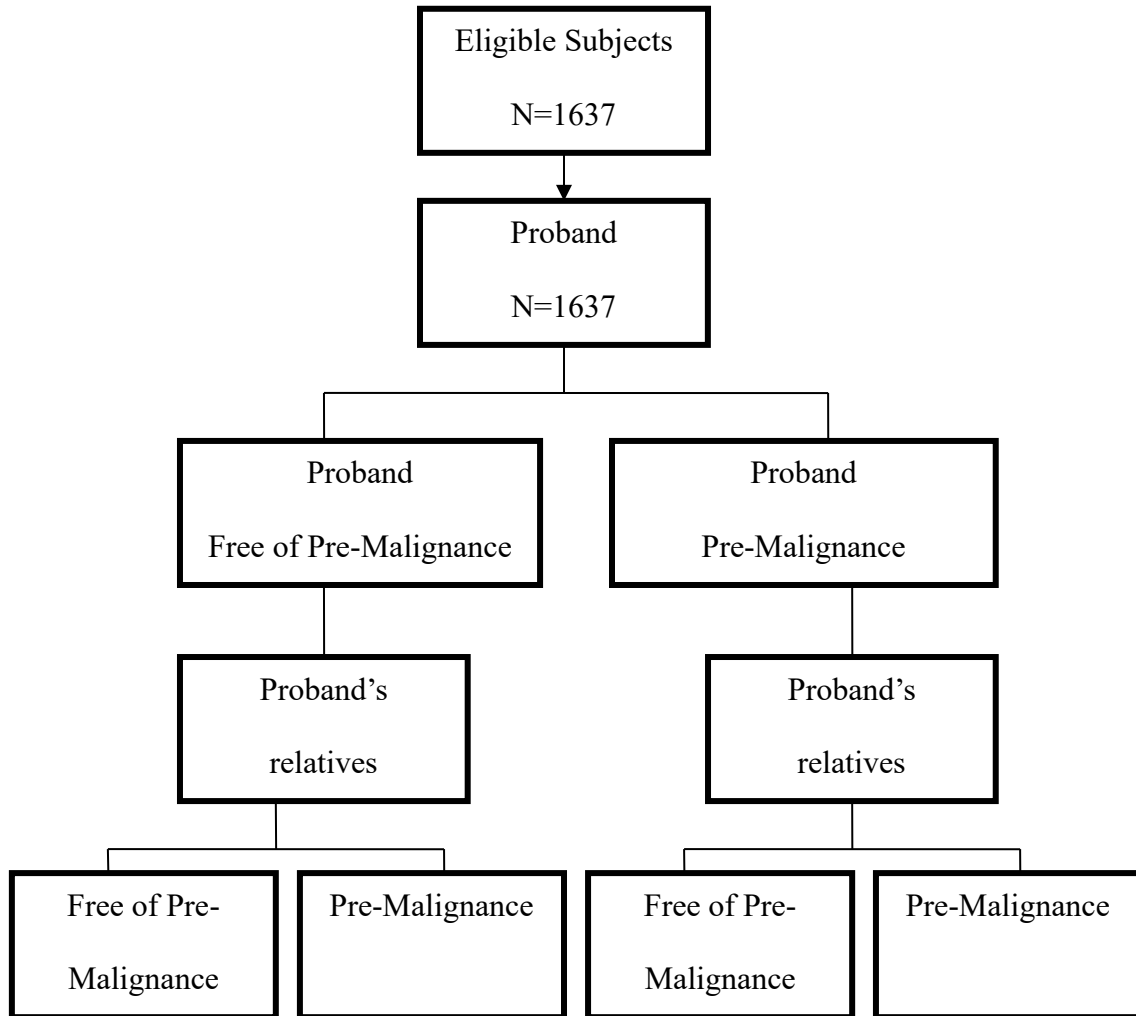 Eligible Subjects
N=1637
Proband
N=1637
Proband
Free of Pre-Malignance
Proband
Pre-Malignance
Proband’s
relatives
Proband’s
relatives
Free of Pre-
Malignance
Pre-Malignance
Free of Pre-
Malignance
Pre-Malignance